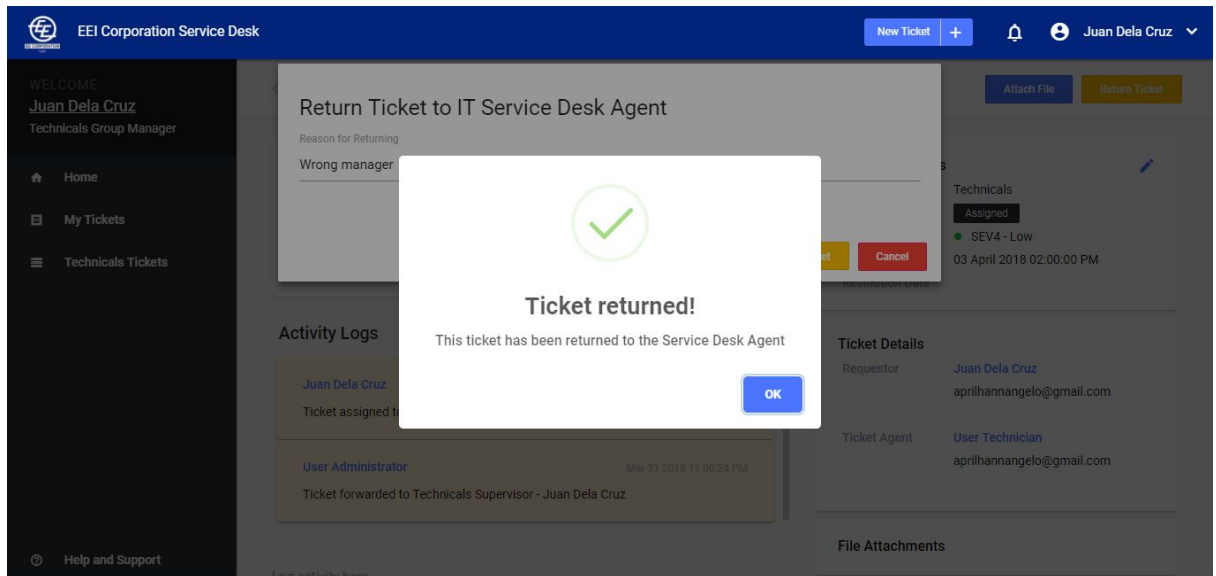 EEI Corporation Service Desk
New Ticket +
Juan Dela Cruz
WELCOME
Juan Dela Cruz
Technicals Group Manager
Home
My Tickets
Technicals Tickets
Help and Support
Attach File
Return Ticket
Return Ticket to IT Service Desk Agent
Reason for Returning
Wrong manager
Cancel
Ticket returned!
This ticket has been returned to the Service Desk Agent
OK
Technicals
Assigned
SEV4 - Low
03 April 2018 02:00:00 PM
Resolution Date
Activity Logs
Juan Dela Cruz
Ticket assigned
User Administrator
Mar 31 2018 11:00:24 PM
Ticket forwarded to Technicals Supervisor - Juan Dela Cruz
Ticket Details
Requestor
Juan Dela Cruz
aprilhannangelo@gmail.com
Ticket Agent
User Technician
aprilhannangelo@gmail.com
File Attachments